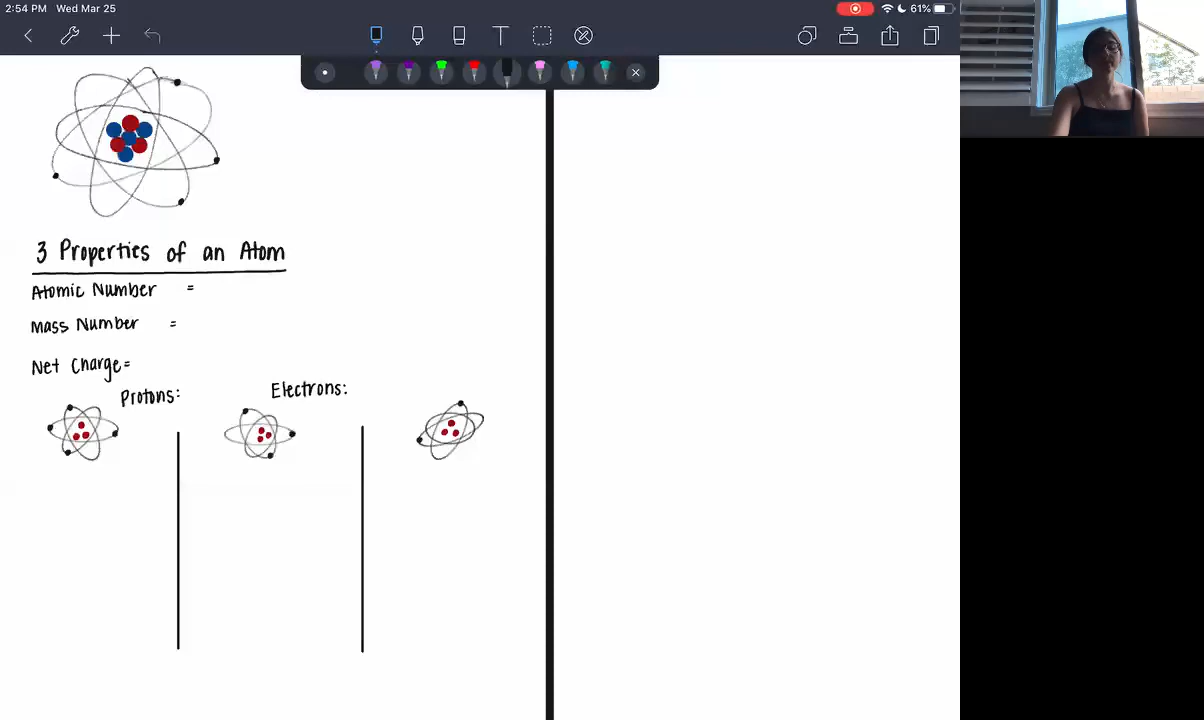 2:54 PM Wed Mar 25
61%
3 Properties of an Atom
Atomic Number =
Mass Number =
Net Charge=
Protons:
Electrons: